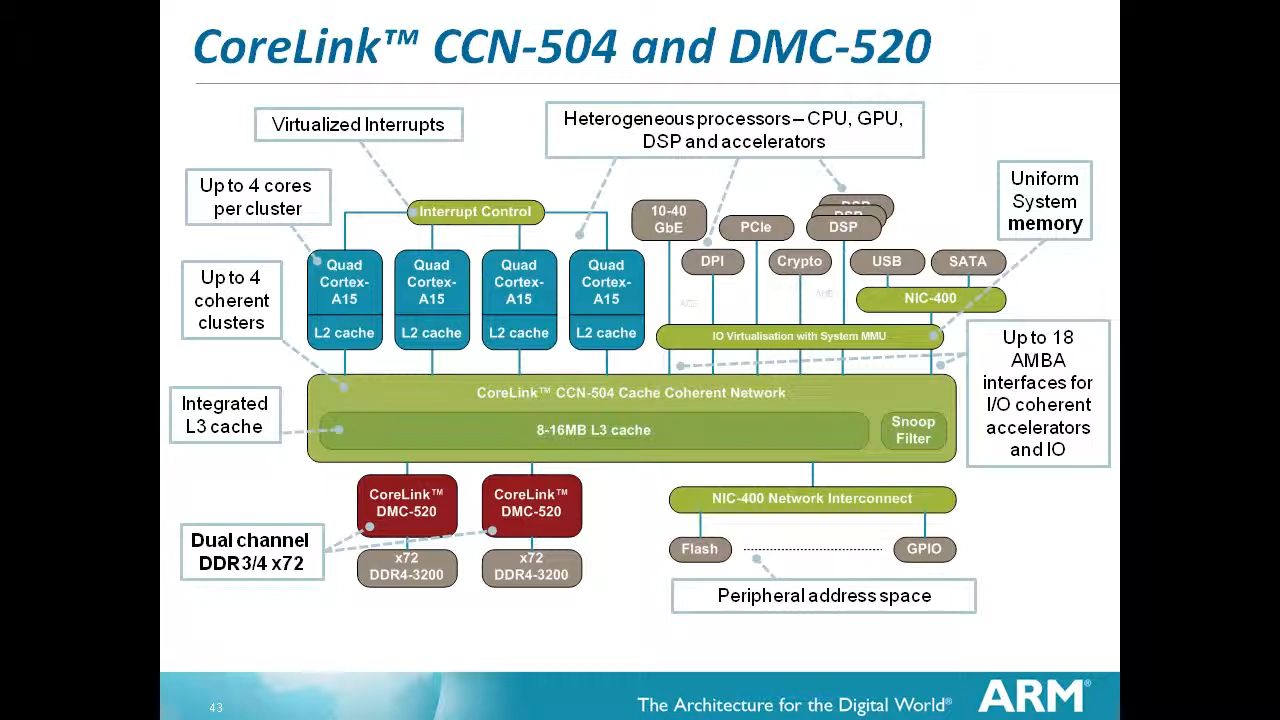 CoreLink™ CCN-504 and DMC-520
Virtualized Interrupts
Heterogeneous processors – CPU, GPU,
DSP and accelerators
Up to 4 cores
per cluster
Uniform
System
memory
Interrupt Control
10-40
GbE
PCIe
DSP
DSP
DSP
DPI
Crypto
USB
SATA
NIC-400
Up to 4
coherent
clusters
Quad
Cortex-
A15
L2 cache
Quad
Cortex-
A15
L2 cache
Quad
Cortex-
A15
L2 cache
Quad
Cortex-
A15
L2 cache
IO Virtualisation with System MMU
Up to 18
AMBA
interfaces for
I/O coherent
accelerators
and IO
CoreLink™ CCN-504 Cache Coherent Network
Integrated
L3 cache
8-16MB L3 cache
Snoop
Filter
CoreLink™
DMC-520
CoreLink™
DMC-520
NIC-400 Network Interconnect
Dual channel
DDR3/4 x72
x72
DDR4-3200
x72
DDR4-3200
Flash
GPIO
Peripheral address space
43
The Architecture for the Digital World®
ARM®